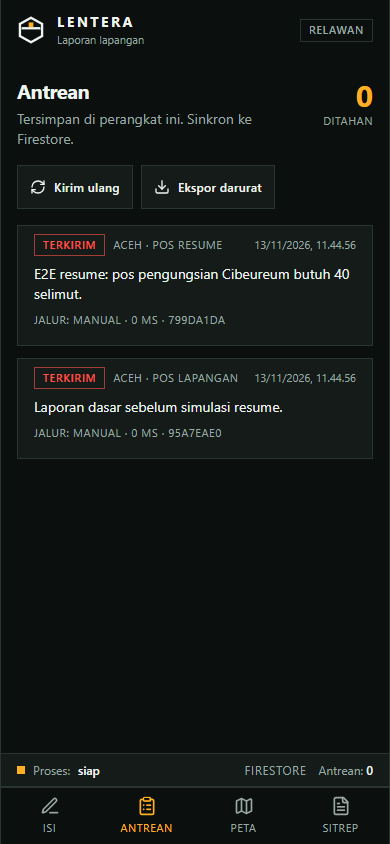 LENTERA
Laporan lapangan
RELAWAN
Antrean
0
DITAHAN
Tersimpan di perangkat ini. Sinkron ke
Firestore.
Kirim ulang
Ekspor darurat
TERKIRIM ACEH · POS RESUME 13/11/2026, 11.44.56
E2E resume: pos pengungsian Cibeureum butuh 40
selimut.
JALUR: MANUAL · 0 MS · 799DA1DA
TERKIRIM ACEH · POS LAPANGAN 13/11/2026, 11.44.56
Laporan dasar sebelum simulasi resume.
JALUR: MANUAL · 0 MS · 95A7EAE0
Proses: siap FIRESTORE Antrean: 0
ISI ANTREAN PETA SITREP